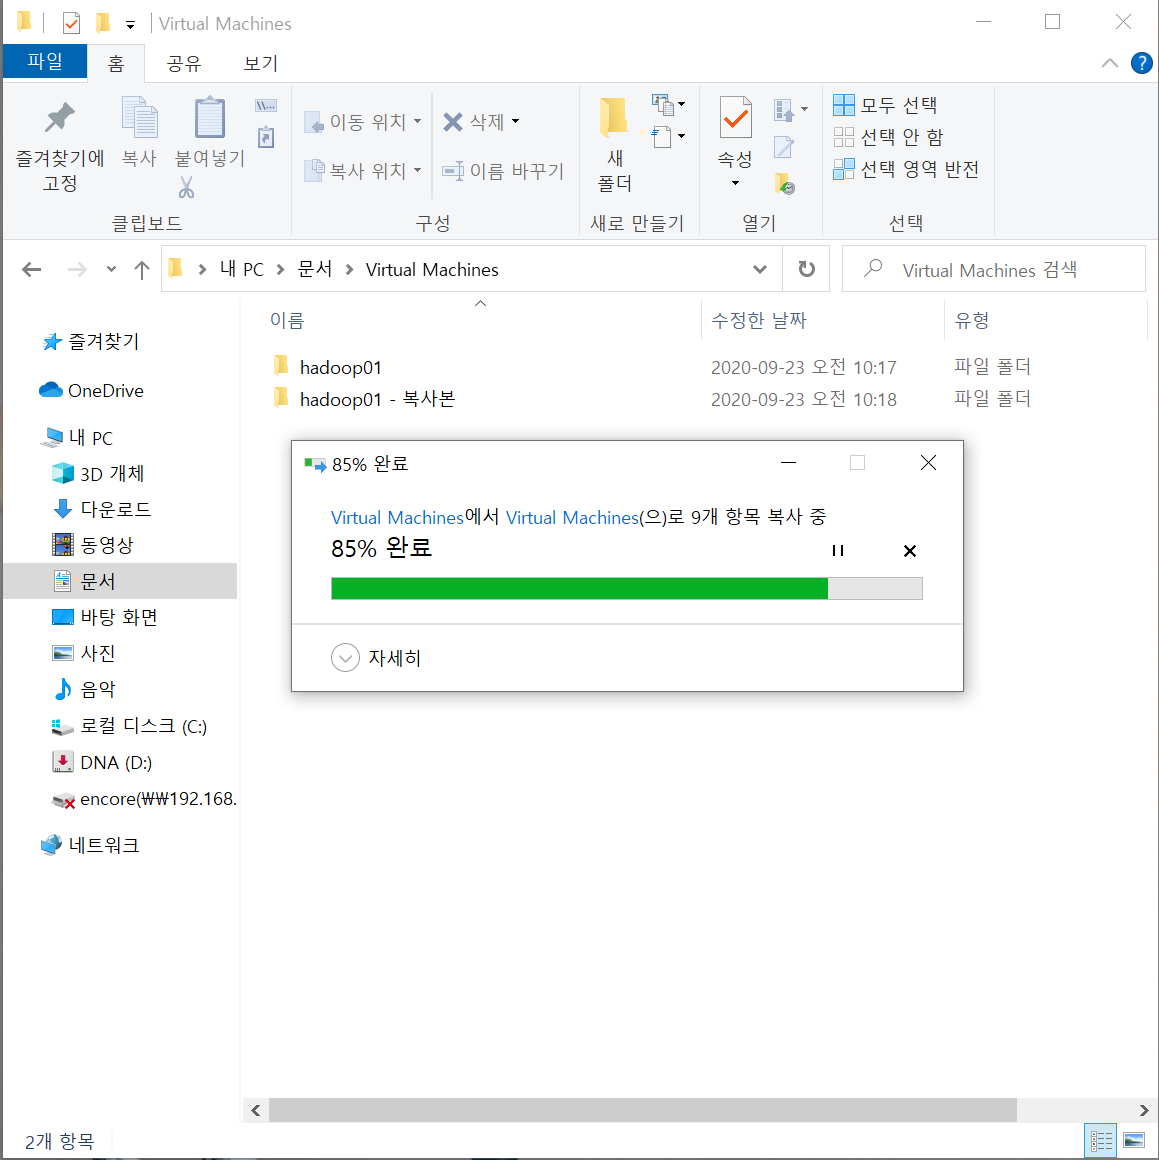 Virtual Machines
파일 홈 공유 보기
즐겨찾기에
고정
복사
붙여넣기
클립보드
이동 위치
복사 위치
삭제
이름 바꾸기
구성
새
폴더
새로 만들기
속성
열기
모두 선택
선택 안 함
선택 영역 반전
선택
내 PC 문서 Virtual Machines
Virtual Machines 검색
이름 수정한 날짜 유형
hadoop01 2020-09-23 오전 10:17 파일 폴더
hadoop01 - 복사본 2020-09-23 오전 10:18 파일 폴더
즐겨찾기
OneDrive
내 PC
3D 개체
다운로드
동영상
문서
바탕 화면
사진
음악
로컬 디스크 (C:)
DNA (D:)
encore(₩₩192.168.
네트워크
85% 완료
Virtual Machines에서 Virtual Machines(으)로 9개 항목 복사 중
85% 완료
자세히
2개 항목